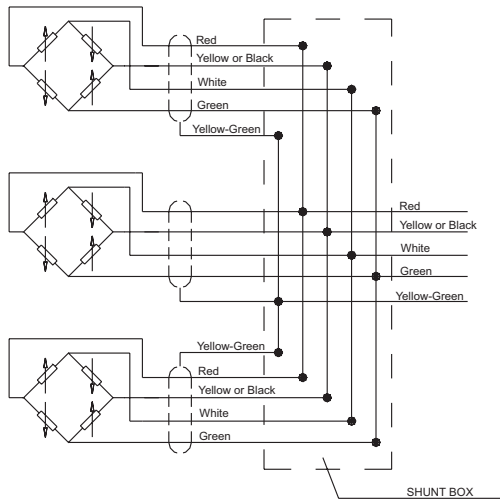 Red
Yellow or Black
White
Green
Yellow-Green
Red
Yellow or Black
White
Green
Yellow-Green
Yellow-Green
Red
Yellow or Black
White
Green
SHUNT BOX